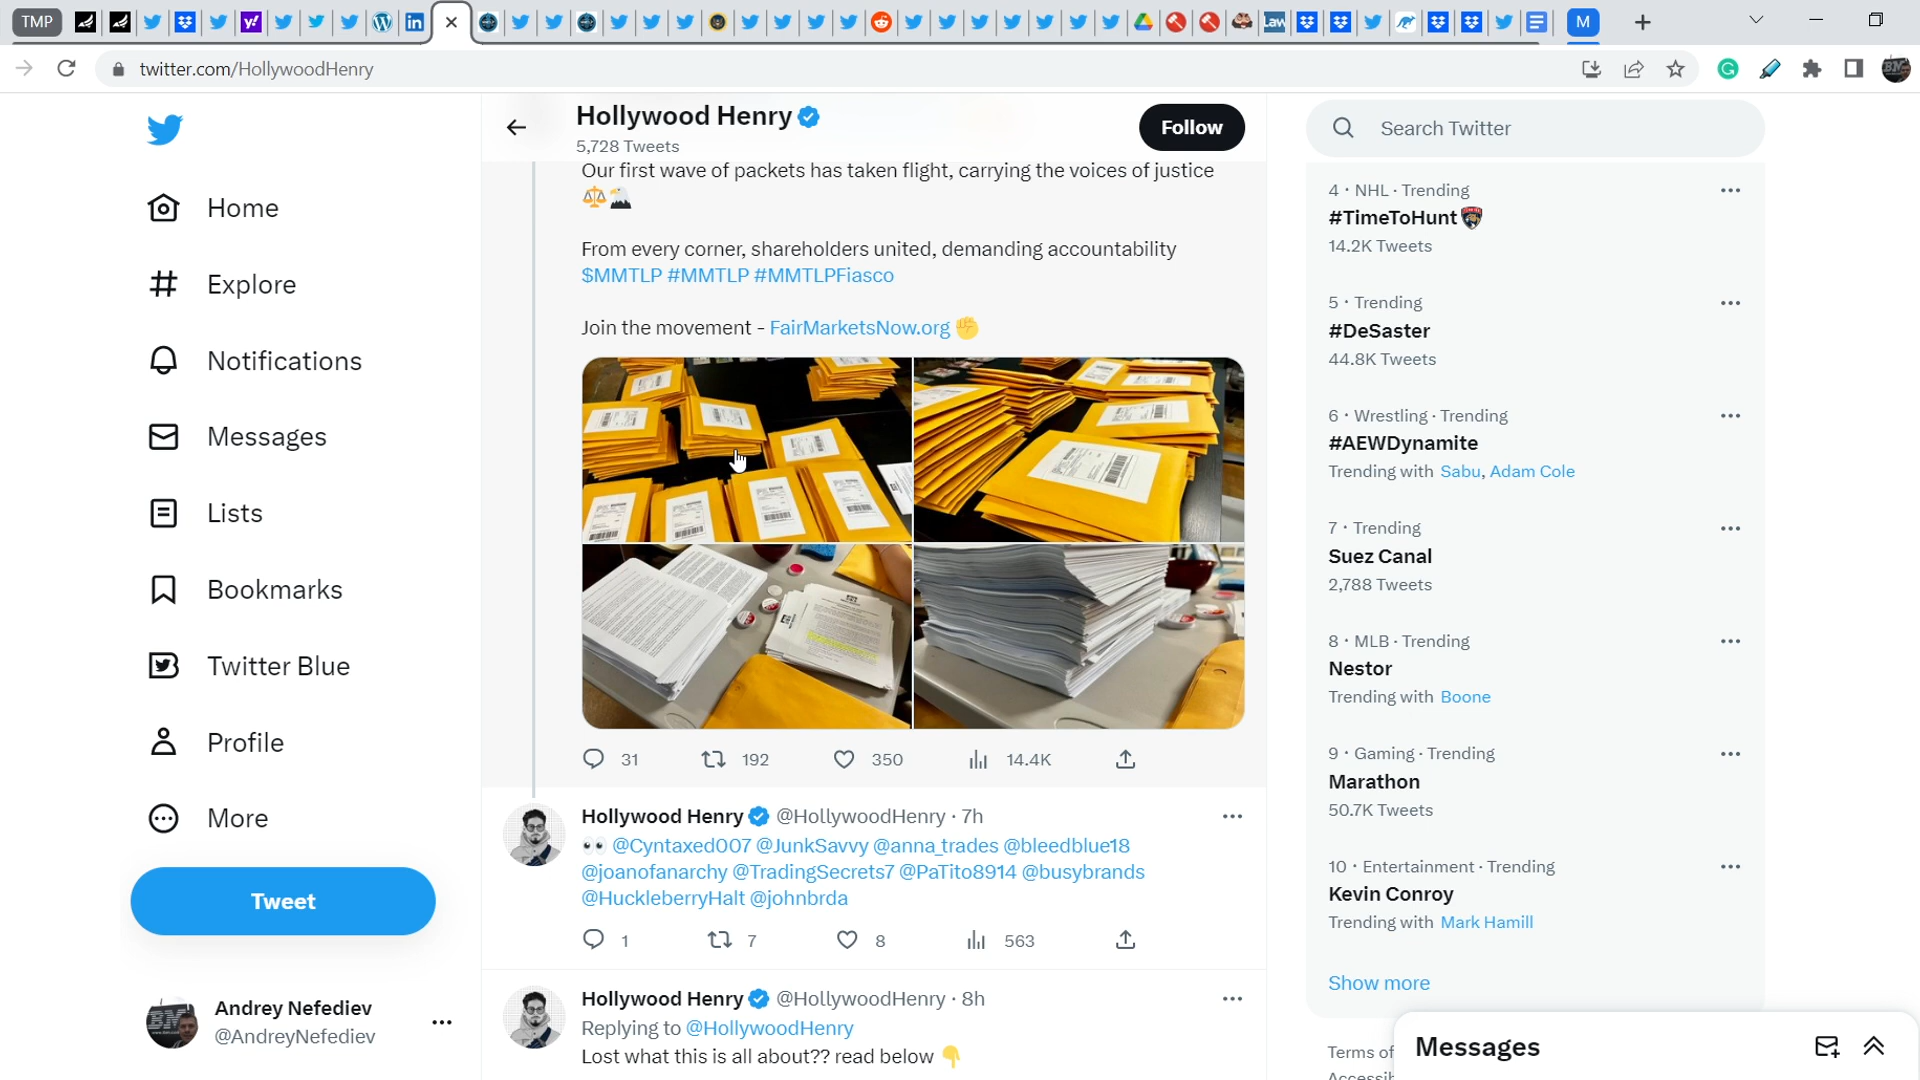 TMP
Law
M
twitter.com/HollywoodHenry
Home
Explore
Notifications
Messages
Lists
Bookmarks
Twitter Blue
Profile
More
Tweet
Andrey Nefediev
@AndreyNefediev
Hollywood Henry
5,728 Tweets
Follow
Our first wave of packets has taken flight, carrying the voices of justice
⚖️🦅
From every corner, shareholders united, demanding accountability
$MMTLP #MMTLP #MMTLPFiasco
Join the movement - FairMarketsNow.org ✊
31 192 350 14.4K
Hollywood Henry @HollywoodHenry · 7h
👀 @Cyntaxed007 @JunkSavvy @anna_trades @bleedblue18
@joanofanarchy @TradingSecrets7 @PaTito8914 @busybrands
@HuckleberryHalt @johnbrda
1 7 8 563
Hollywood Henry @HollywoodHenry · 8h
Replying to @HollywoodHenry
Lost what this is all about?? read below 👇
Search Twitter
4 · NHL · Trending
#TimeToHunt
14.2K Tweets
5 · Trending
#DeSaster
44.8K Tweets
6 · Wrestling · Trending
#AEWDynamite
Trending with Sabu, Adam Cole
7 · Trending
Suez Canal
2,788 Tweets
8 · MLB · Trending
Nestor
Trending with Boone
9 · Gaming · Trending
Marathon
50.7K Tweets
10 · Entertainment · Trending
Kevin Conroy
Trending with Mark Hamill
Show more
Terms of
Messages